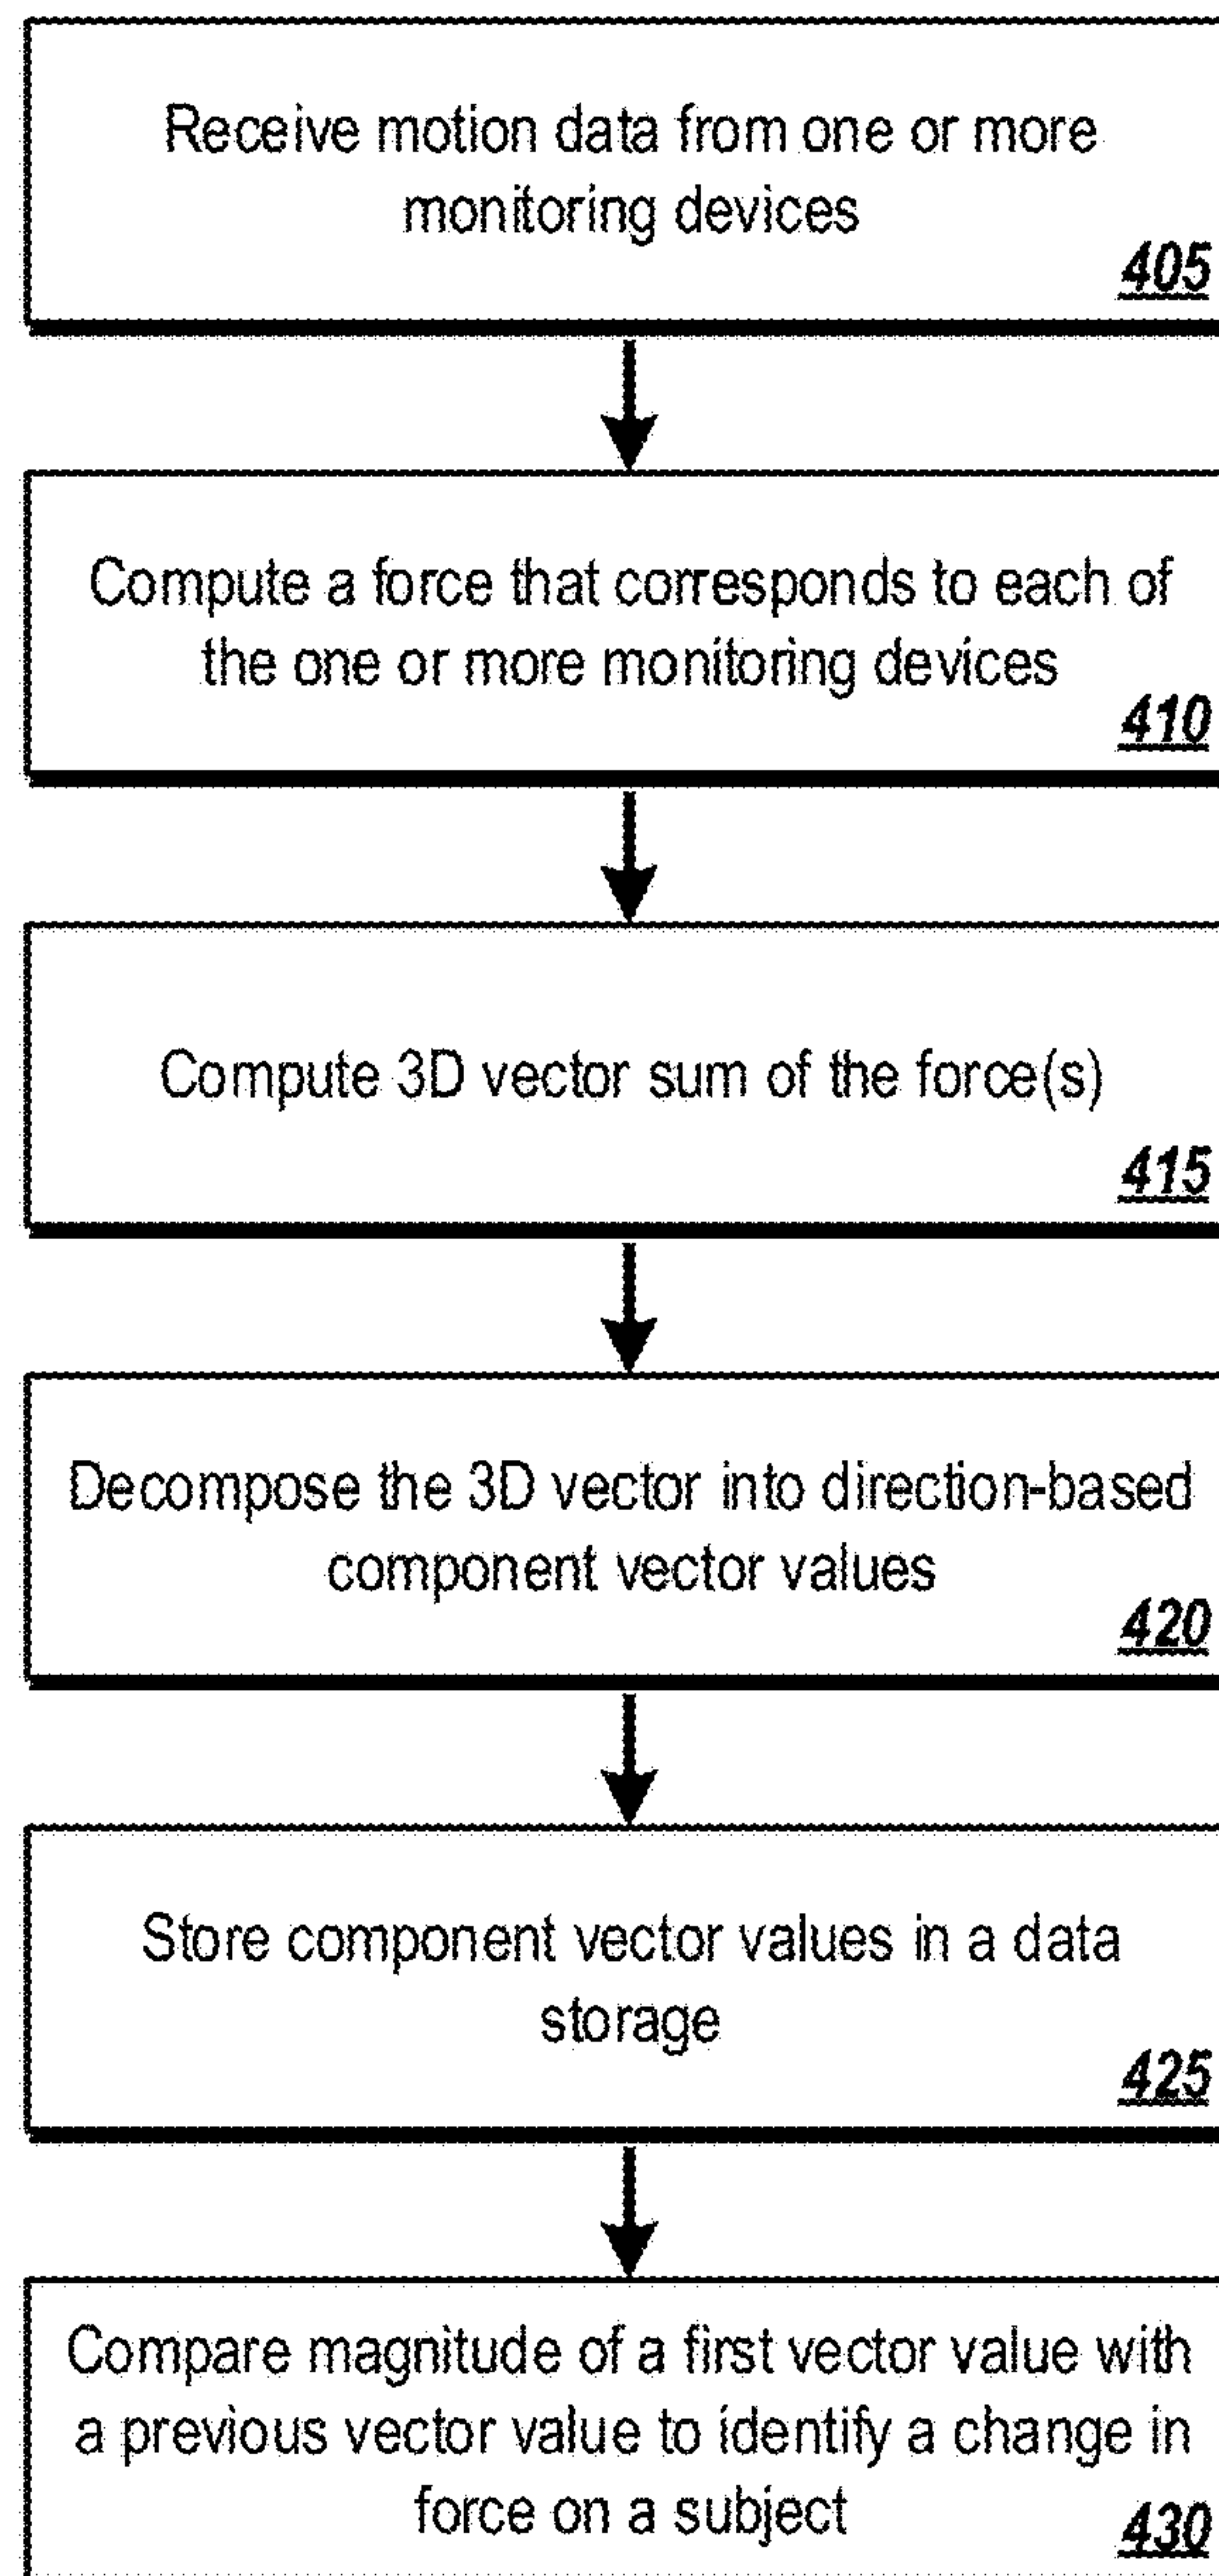 Receive motion data from one or more
monitoring devices
405
Compute a force that corresponds to each of
the one or more monitoring devices
410
Compute 3D vector sum of the force(s)
415
Decompose the 3D vector into direction-based
component vector values
420
Store component vector values in a data
storage
425
Compare magnitude of a first vector value with
a previous vector value to identify a change in
force on a subject
430